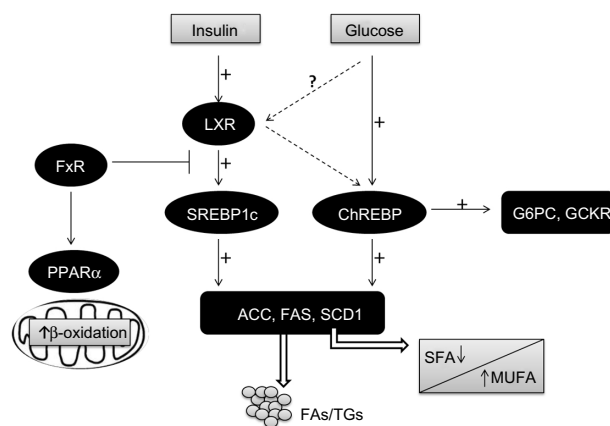 Insulin
Glucose
+
?
LXR
+
FxR
+
SREBP1c
ChREBP
+
G6PC, GCKR
PPARα
+
+
ACC, FAS, SCD1
↑β-oxidation
SFA↓
↑MUFA
FAs/TGs